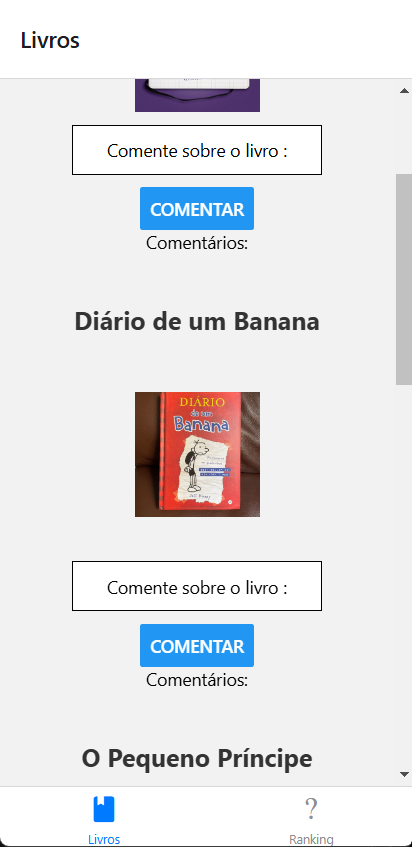 Livros
Comente sobre o livro :
COMENTAR
Comentários:
Diário de um Banana
DIÁRIO
de um
Banana
Comente sobre o livro :
COMENTAR
Comentários:
O Pequeno Príncipe
?
Livros
Ranking